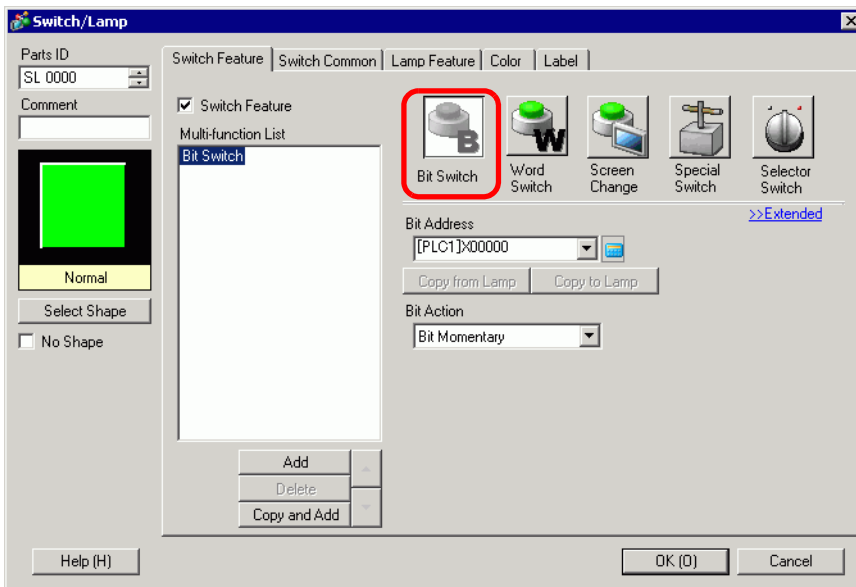 Switch/Lamp
Parts ID
SL 0000
Comment
Normal
Select Shape
No Shape
Switch Feature
Switch Common
Lamp Feature
Color
Label
Switch Feature
Multi-function List
Bit Switch
Add
Delete
Copy and Add
B
Bit Switch
W
Word
Switch
Screen
Change
Special
Switch
Selector
Switch
>>Extended
Bit Address
[PLC1]X00000
Copy from Lamp
Copy to Lamp
Bit Action
Bit Momentary
Help (H)
OK (O)
Cancel